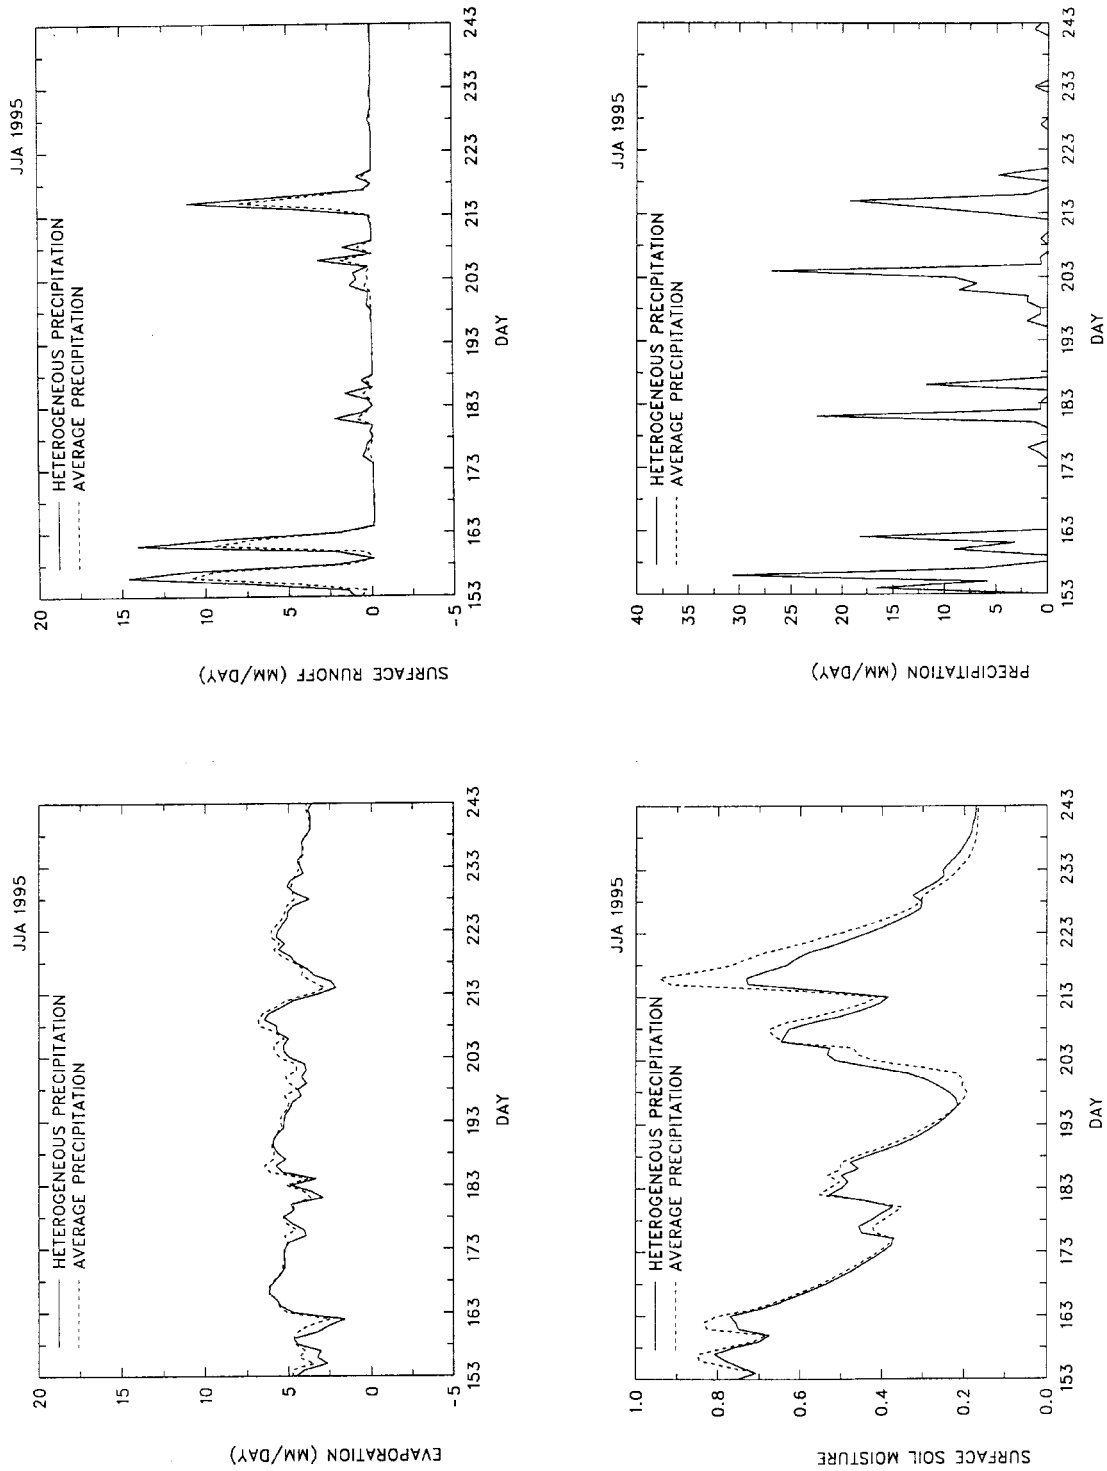 JJA 1995
HETEROGENEOUS PRECIPITATION
AVERAGE PRECIPITATION
20
15
10
5
0
-5
EVAPORATION (MM/DAY)
153 163 173 183 193 203 213 223 233 243
DAY
JJA 1995
HETEROGENEOUS PRECIPITATION
AVERAGE PRECIPITATION
20
15
10
5
0
-5
SURFACE RUNOFF (MM/DAY)
153 163 173 183 193 203 213 223 233 243
DAY
JJA 1995
HETEROGENEOUS PRECIPITATION
AVERAGE PRECIPITATION
1.0
0.8
0.6
0.4
0.2
0.0
SURFACE SOIL MOISTURE
153 163 173 183 193 203 213 223 233 243
DAY
JJA 1995
HETEROGENEOUS PRECIPITATION
AVERAGE PRECIPITATION
40
35
30
25
20
15
10
5
0
PRECIPITATION (MM/DAY)
153 163 173 183 193 203 213 223 233 243
DAY